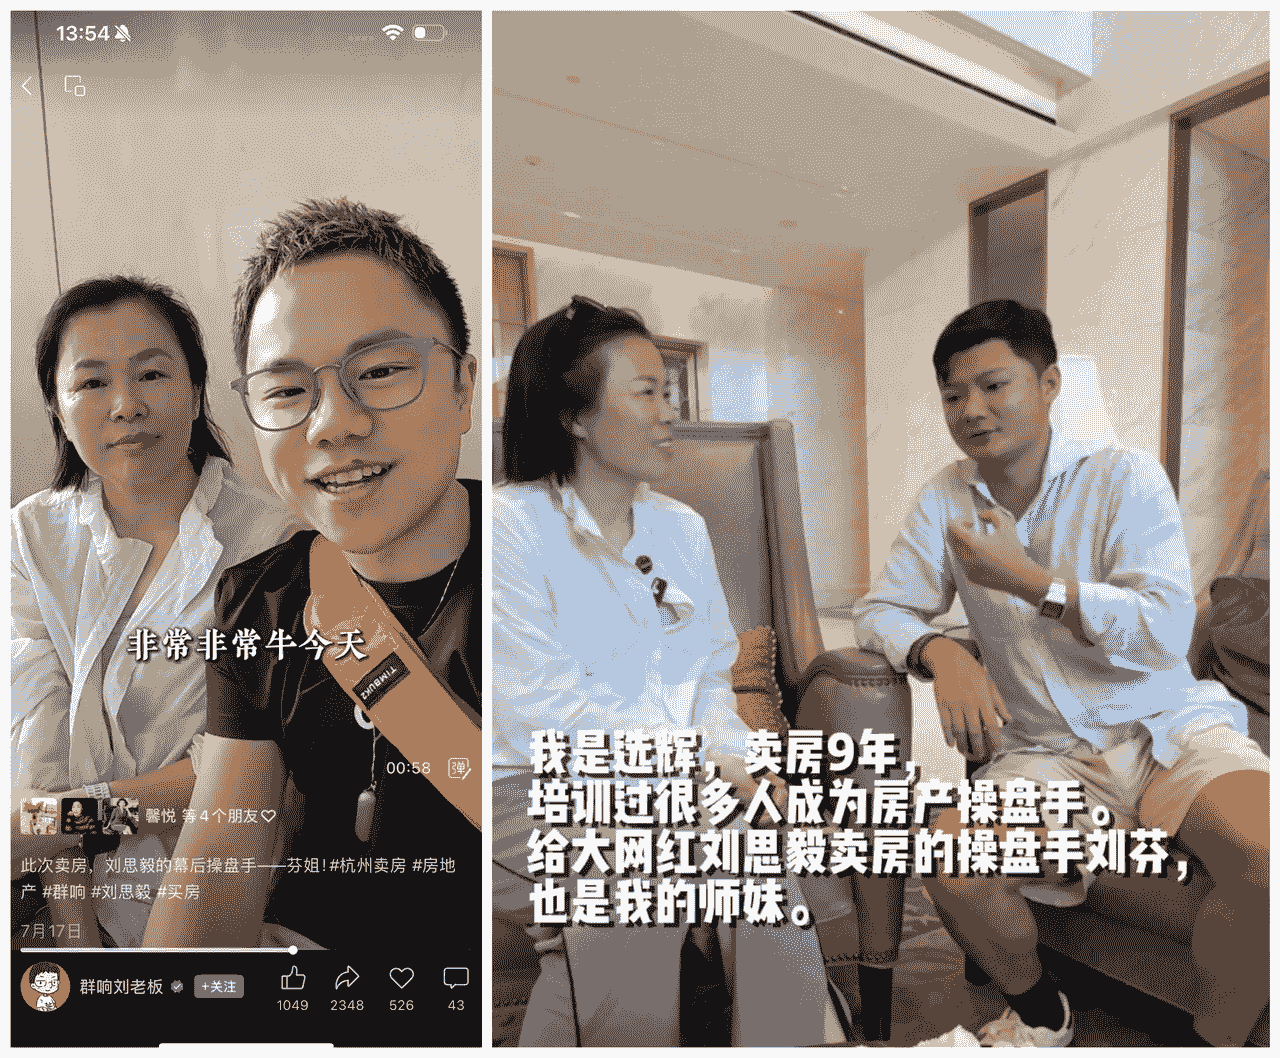 13:54
非常非常牛今天
TIMBUK2
00:58
弹
馨悦 等4个朋友♡
此次卖房，刘思毅的幕后操盘手——芬姐!#杭州卖房 #房地
产 #群响 #刘思毅 #买房
7月17日
群响刘老板
+关注
1049
2348
526
43
我是选辉，卖房9年，
培训过很多人成为房产操盘手。
给大网红刘思毅卖房的操盘手刘芬，
也是我的师妹。